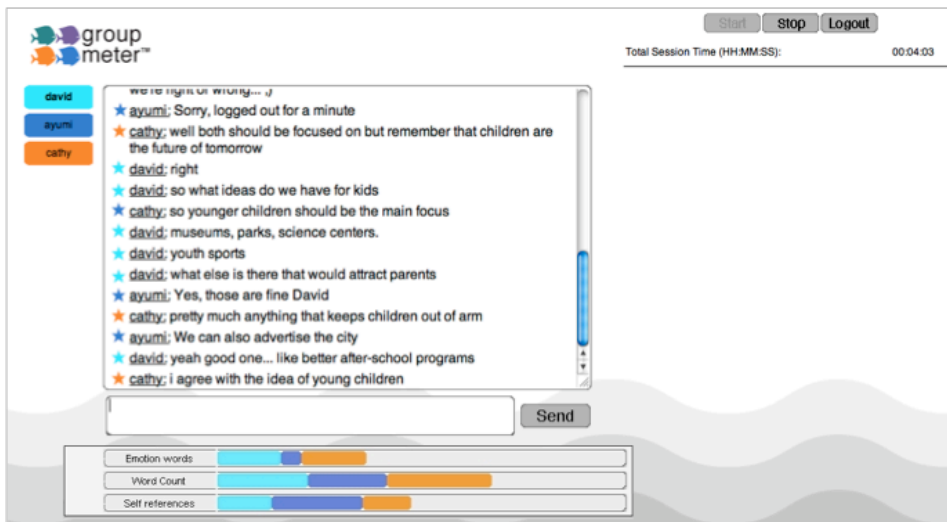 group
meter™
Start Stop Logout
Total Session Time (HH:MM:SS): 00:04:03
david
ayumi
cathy
we're right or wrong... ;)
ayumi: Sorry, logged out for a minute
cathy: well both should be focused on but remember that children are
the future of tomorrow
david: right
david: so what ideas do we have for kids
cathy: so younger children should be the main focus
david: museums, parks, science centers.
david: youth sports
david: what else is there that would attract parents
ayumi: Yes, those are fine David
cathy: pretty much anything that keeps children out of arm
ayumi: We can also advertise the city
david: yeah good one... like better after-school programs
cathy: i agree with the idea of young children
Send
Emotion words
Word Count
Self references